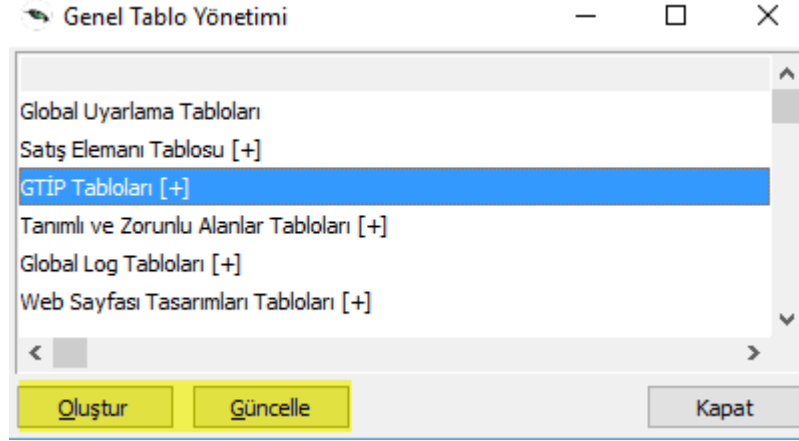 Genel Tablo Yönetimi
Global Uyarlama Tabloları
Satış Elemanı Tablosu [+]
GTİP Tabloları [+]
Tanımlı ve Zorunlu Alanlar Tabloları [+]
Global Log Tabloları [+]
Web Sayfası Tasarımları Tabloları [+]
Oluştur Güncelle Kapat